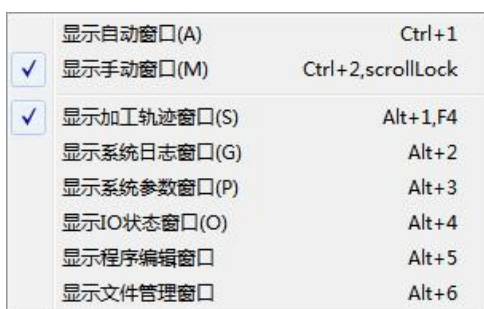 显示自动窗口(A) Ctrl+1
显示手动窗口(M) Ctrl+2,scrollLock
显示加工轨迹窗口(S) Alt+1,F4
显示系统日志窗口(G) Alt+2
显示系统参数窗口(P) Alt+3
显示IO状态窗口(O) Alt+4
显示程序编辑窗口 Alt+5
显示文件管理窗口 Alt+6